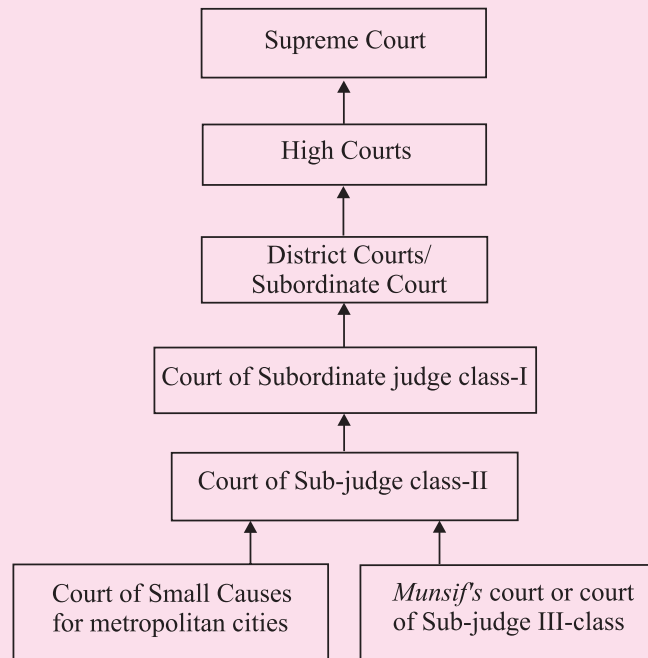 Supreme Court
High Courts
District Courts/
Subordinate Court
Court of Subordinate judge class-I
Court of Sub-judge class-II
Court of Small Causes
for metropolitan cities
Munsif's court or court
of Sub-judge III-class